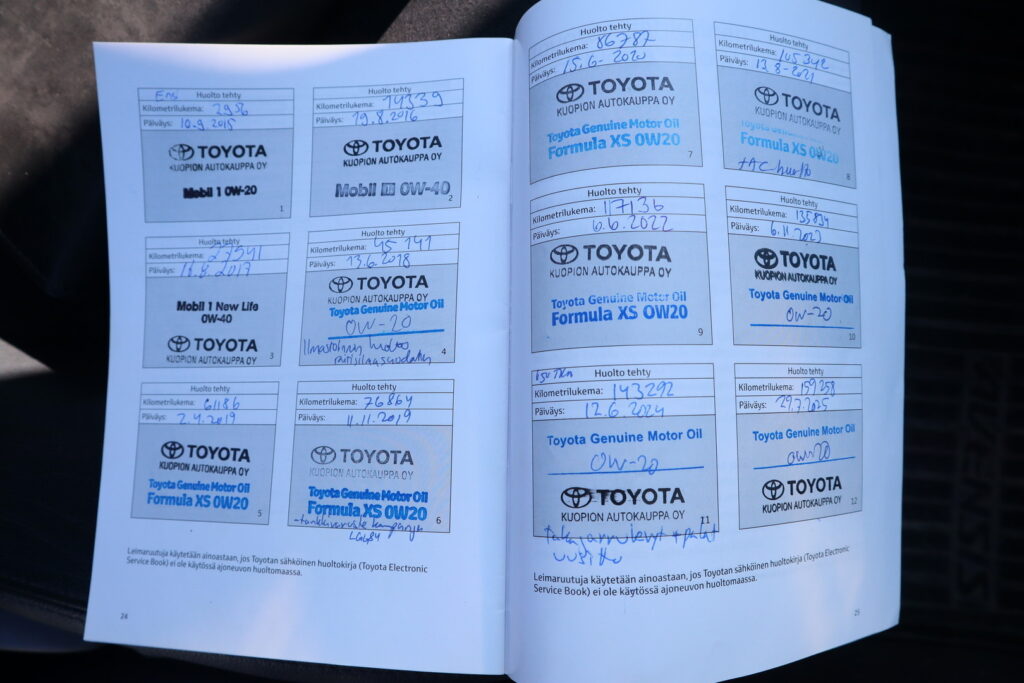 Ens Huolto tehty
Kilometrilukema: 2956
Päiväys: 10.9.2015
TOYOTA
KUOPION AUTOKAUPPA OY
Mobil 1 0W-20
1
Huolto tehty
Kilometrilukema: 14339
Päiväys: 19.8.2016
TOYOTA
KUOPION AUTOKAUPPA OY
Mobil 1 0W-40
2
Huolto tehty
Kilometrilukema: 27541
Päiväys: 18.8.2017
Mobil 1 New Life
0W-40
TOYOTA
KUOPION AUTOKAUPPA OY
3
Huolto tehty
Kilometrilukema: 45141
Päiväys: 13.6.2018
TOYOTA
KUOPION AUTOKAUPPA OY
Toyota Genuine Motor Oil
0W-20
4
Ilmastoinnin huolto
Huolto tehty
Kilometrilukema: 61186
Päiväys: 2.4.2019
TOYOTA
KUOPION AUTOKAUPPA OY
Toyota Genuine Motor Oil
Formula XS 0W20
5
Huolto tehty
Kilometrilukema: 76864
Päiväys: 11.11.2019
TOYOTA
KUOPION AUTOKAUPPA OY
Toyota Genuine Motor Oil
Formula XS 0W20
6
Leimaruutuja käytetään ainoastaan, jos Toyotan sähköinen huoltokirja (Toyota Electronic
Service Book) ei ole käytössä ajoneuvon huoltomaassa.
24
Huolto tehty
Kilometrilukema: 86787
Päiväys: 15.6-2020
TOYOTA
KUOPION AUTOKAUPPA OY
Toyota Genuine Motor Oil
Formula XS 0W20
7
Huolto tehty
Kilometrilukema: 105342
Päiväys: 13.8-2021
TOYOTA
KUOPION AUTOKAUPPA OY
Toyota Genuine Motor Oil
Formula XS 0W20
+AC huolto
8
Huolto tehty
Kilometrilukema: 117136
Päiväys: 6.6.2022
TOYOTA
KUOPION AUTOKAUPPA OY
Toyota Genuine Motor Oil
Formula XS 0W20
9
Huolto tehty
Kilometrilukema: 135834
Päiväys: 6.11.2023
TOYOTA
KUOPION AUTOKAUPPA OY
Toyota Genuine Motor Oil
0W-20
10
Huolto tehty
Kilometrilukema: 143292
Päiväys: 12.6.2024
Toyota Genuine Motor Oil
0W-20
TOYOTA
KUOPION AUTOKAUPPA OY
11
takajarrulevyt + palat
uusittu
Huolto tehty
Kilometrilukema: 159258
Päiväys: 29.7.2025
Toyota Genuine Motor Oil
0W-20
TOYOTA
KUOPION AUTOKAUPPA OY
12
Leimaruutuja käytetään ainoastaan, jos Toyotan sähköinen huoltokirja (Toyota Electronic
Service Book) ei ole käytössä ajoneuvon huoltomaassa.
25